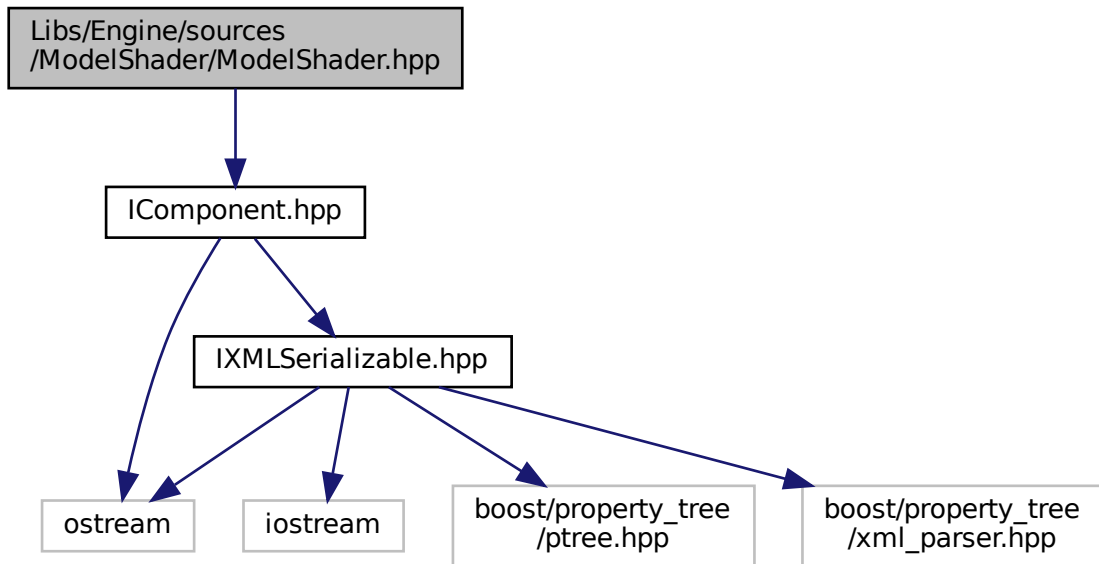 Libs/Engine/sources
/ModelShader/ModelShader.hpp
IComponent.hpp
IXMLSerializable.hpp
ostream
iostream
boost/property_tree
/ptree.hpp
boost/property_tree
/xml_parser.hpp